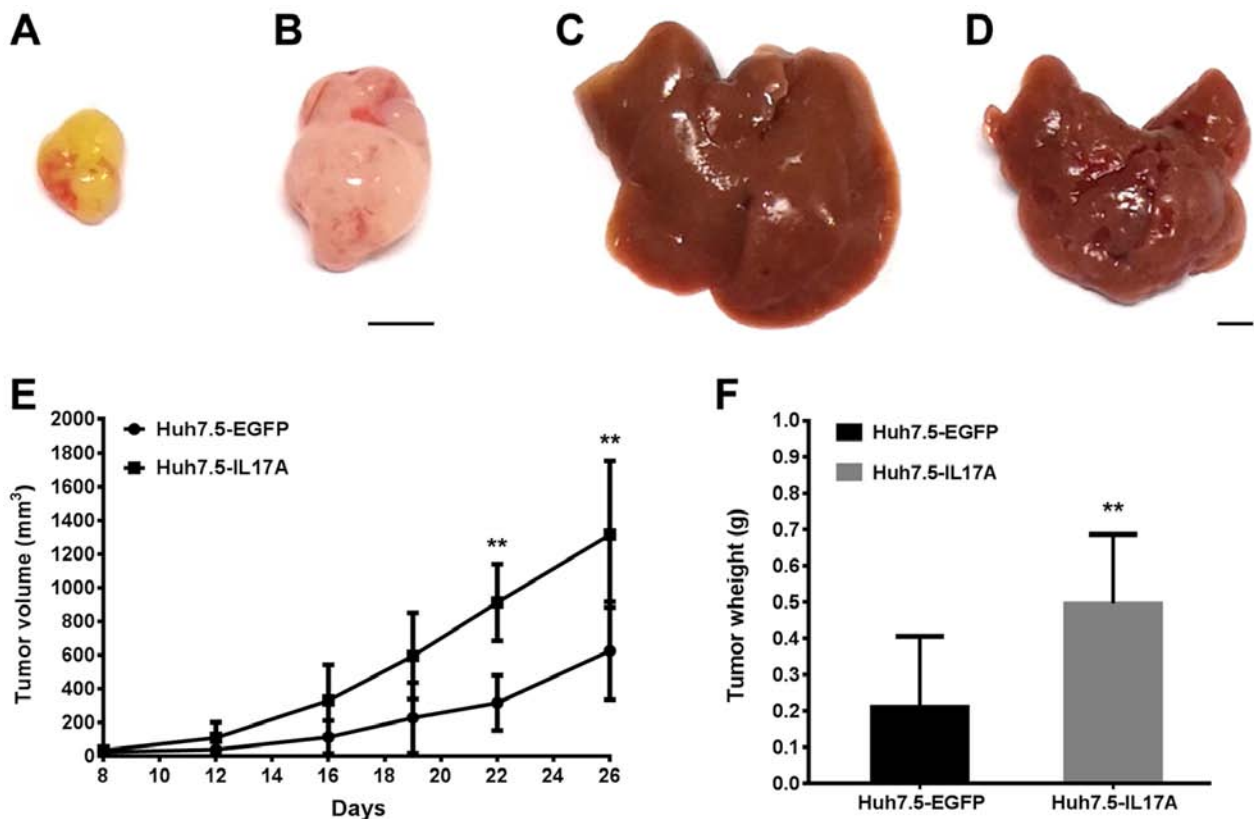 A
B
C
D
E
2000
1800
1600
1400
1200
1000
800
600
400
200
0
Tumor volume (mm³)
Huh7.5-EGFP
Huh7.5-IL17A
**
**
8
10
12
14
16
18
20
22
24
26
Days
F
1.0
0.9
0.8
0.7
0.6
0.5
0.4
0.3
0.2
0.1
0.0
Tumor wheight (g)
Huh7.5-EGFP
Huh7.5-IL17A
**
Huh7.5-EGFP
Huh7.5-IL17A